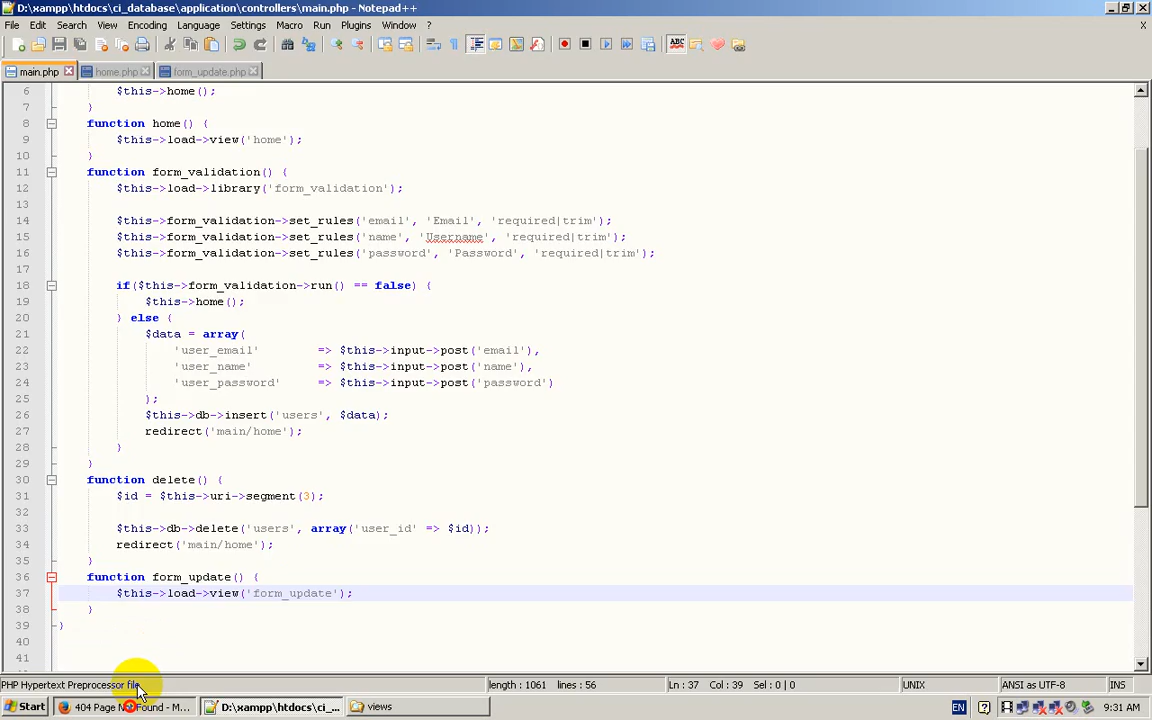 D:\xampp\htdocs\ci_database\application\controllers\main.php - Notepad++
File Edit Search View Encoding Language Settings Macro Run Plugins Window ? X
ABC
main.php home.php form_update.php
6 $this->home();
7 }
8 function home() {
9 $this->load->view('home');
10 }
11 function form_validation() {
12 $this->load->library('form_validation');
13
14 $this->form_validation->set_rules('email', 'Email', 'required|trim');
15 $this->form_validation->set_rules('name', 'Username', 'required|trim');
16 $this->form_validation->set_rules('password', 'Password', 'required|trim');
17
18 if($this->form_validation->run() == false) {
19 $this->home();
20 } else {
21 $data = array(
22 'user_email' => $this->input->post('email'),
23 'user_name' => $this->input->post('name'),
24 'user_password' => $this->input->post('password')
25 );
26 $this->db->insert('users', $data);
27 redirect('main/home');
28 }
29 }
30 function delete() {
31 $id = $this->uri->segment(3);
32
33 $this->db->delete('users', array('user_id' => $id));
34 redirect('main/home');
35 }
36 function form_update() {
37 $this->load->view('form_update');
38 }
39 }
40
41
PHP Hypertext Preprocessor file length : 1061 lines : 56 Ln : 37 Col : 39 Sel : 0 | 0 UNIX ANSI as UTF-8 INS
Start 404 Page Not Found - M... D:\xampp\htdocs\ci_... views EN 9:31 AM